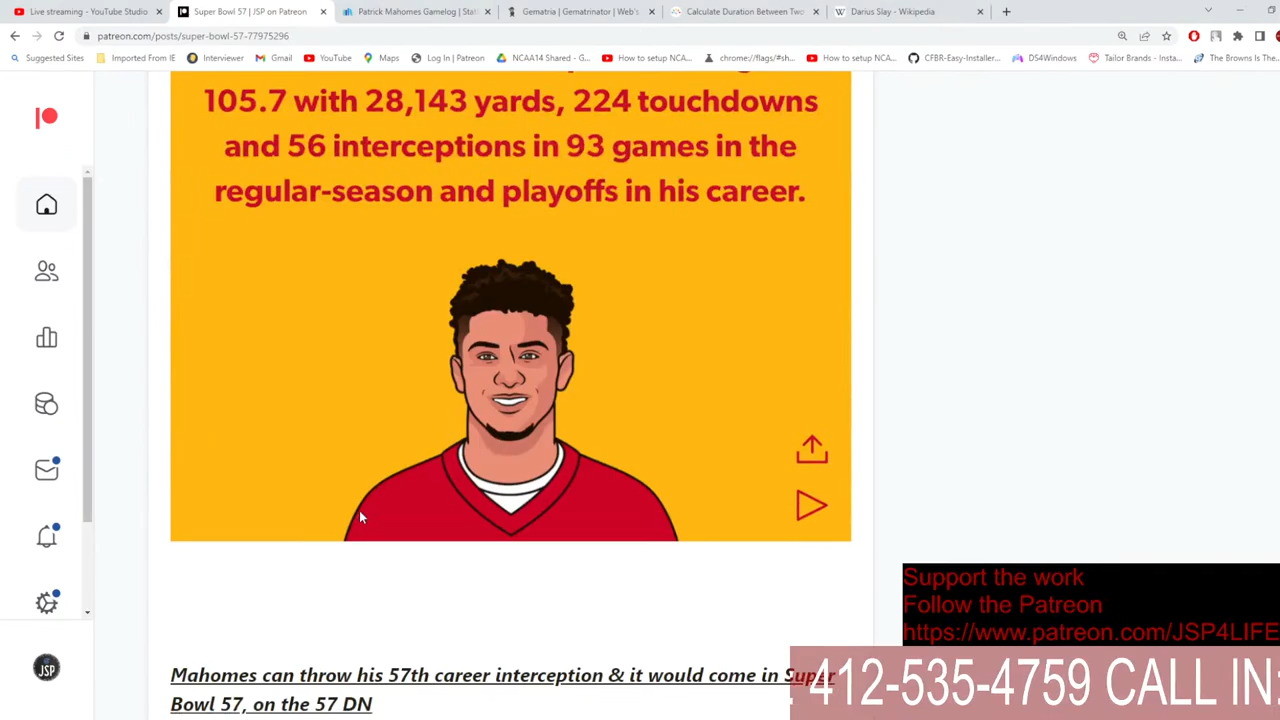 Live streaming - YouTube Studio
Super Bowl 57 | JSP on Patreon
Patrick Mahomes Gamelog | Stat
Gematria | Gematrinator | Web's
Calculate Duration Between Two
Darius Slay - Wikipedia
patreon.com/posts/super-bowl-57-77975296
Suggested Sites
Imported From IE
Interviewer
Gmail
YouTube
Maps
Log In | Patreon
NCAA14 Shared - G...
How to setup NCA...
chrome://flags/#sh...
How to setup NCA...
CFBR-Easy-Installer...
DS4Windows
Tailor Brands - Insta...
The Browns Is The...
105.7 with 28,143 yards, 224 touchdowns
and 56 interceptions in 93 games in the
regular-season and playoffs in his career.
JSP
Mahomes can throw his 57th career interception & it would come in Super
Bowl 57, on the 57 DN
Support the work
Follow the Patreon
https://www.patreon.com/JSP4LIFE
412-535-4759 CALL IN: